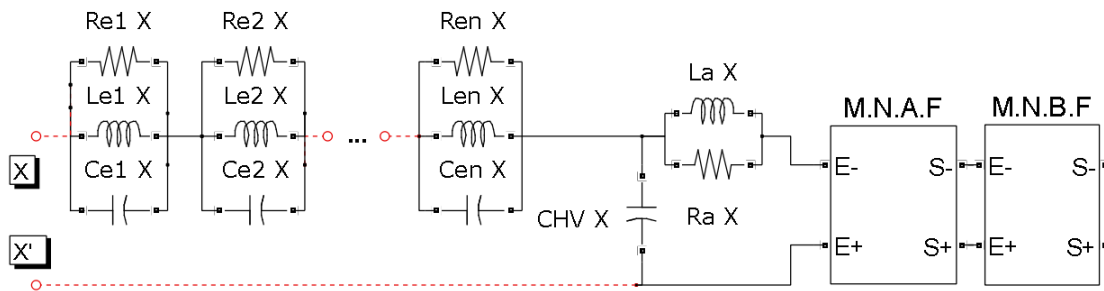 Re1 X Re2 X Ren X
La X
Le1 X Le2 X Len X
M.N.A.F M.N.B.F
...
X Ce1 X Ce2 X Cen X E- S- E- S-
CHV X Ra X
X' E+ S+ E+ S+